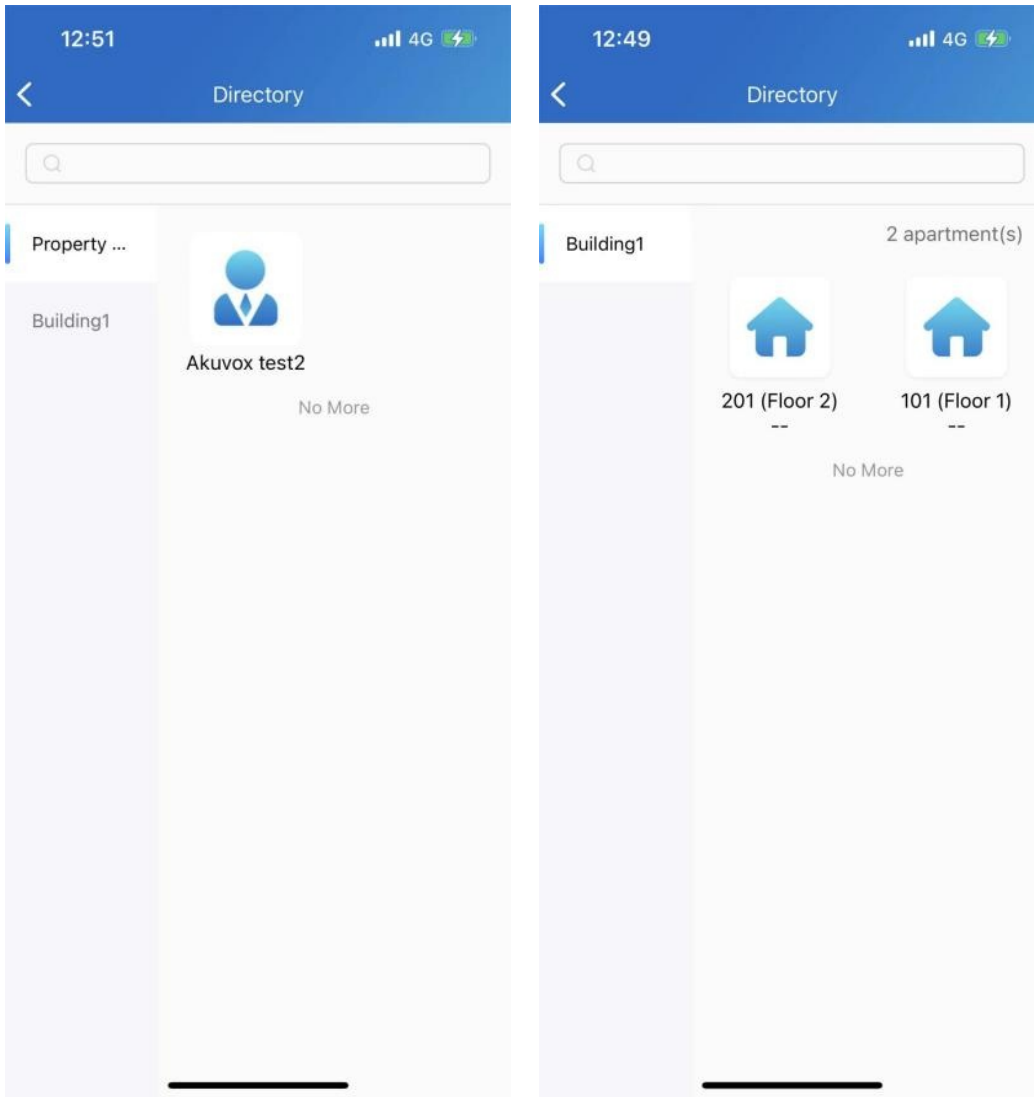 12:51
4G
Directory
Property ...
Building1
Akuvox test2
No More
12:49
4G
Directory
Building1
2 apartment(s)
201 (Floor 2)
--
101 (Floor 1)
--
No More